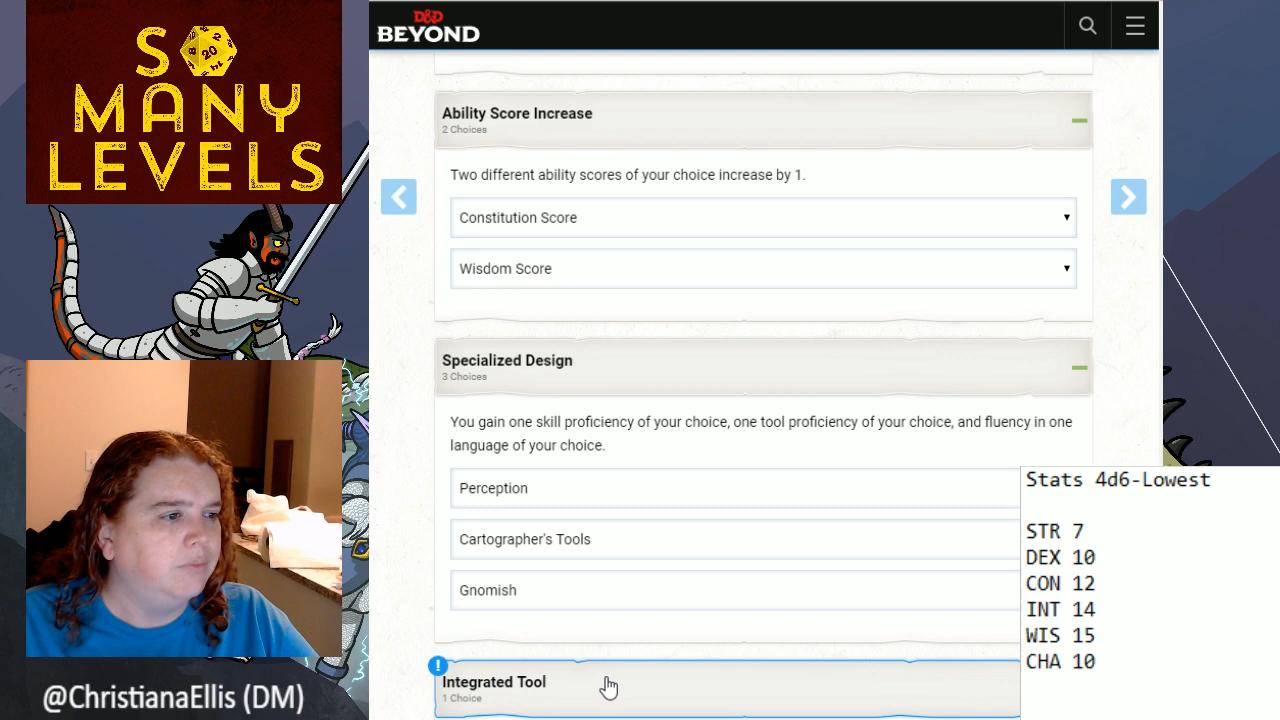 SO
MANY
LEVELS
D&D
BEYOND
Ability Score Increase
2 Choices
Two different ability scores of your choice increase by 1.
Constitution Score
Wisdom Score
Specialized Design
3 Choices
You gain one skill proficiency of your choice, one tool proficiency of your choice, and fluency in one
language of your choice.
Perception
Cartographer's Tools
Gnomish
Integrated Tool
1 Choice
Stats 4d6-Lowest
STR 7
DEX 10
CON 12
INT 14
WIS 15
CHA 10
@ChristianaEllis (DM)